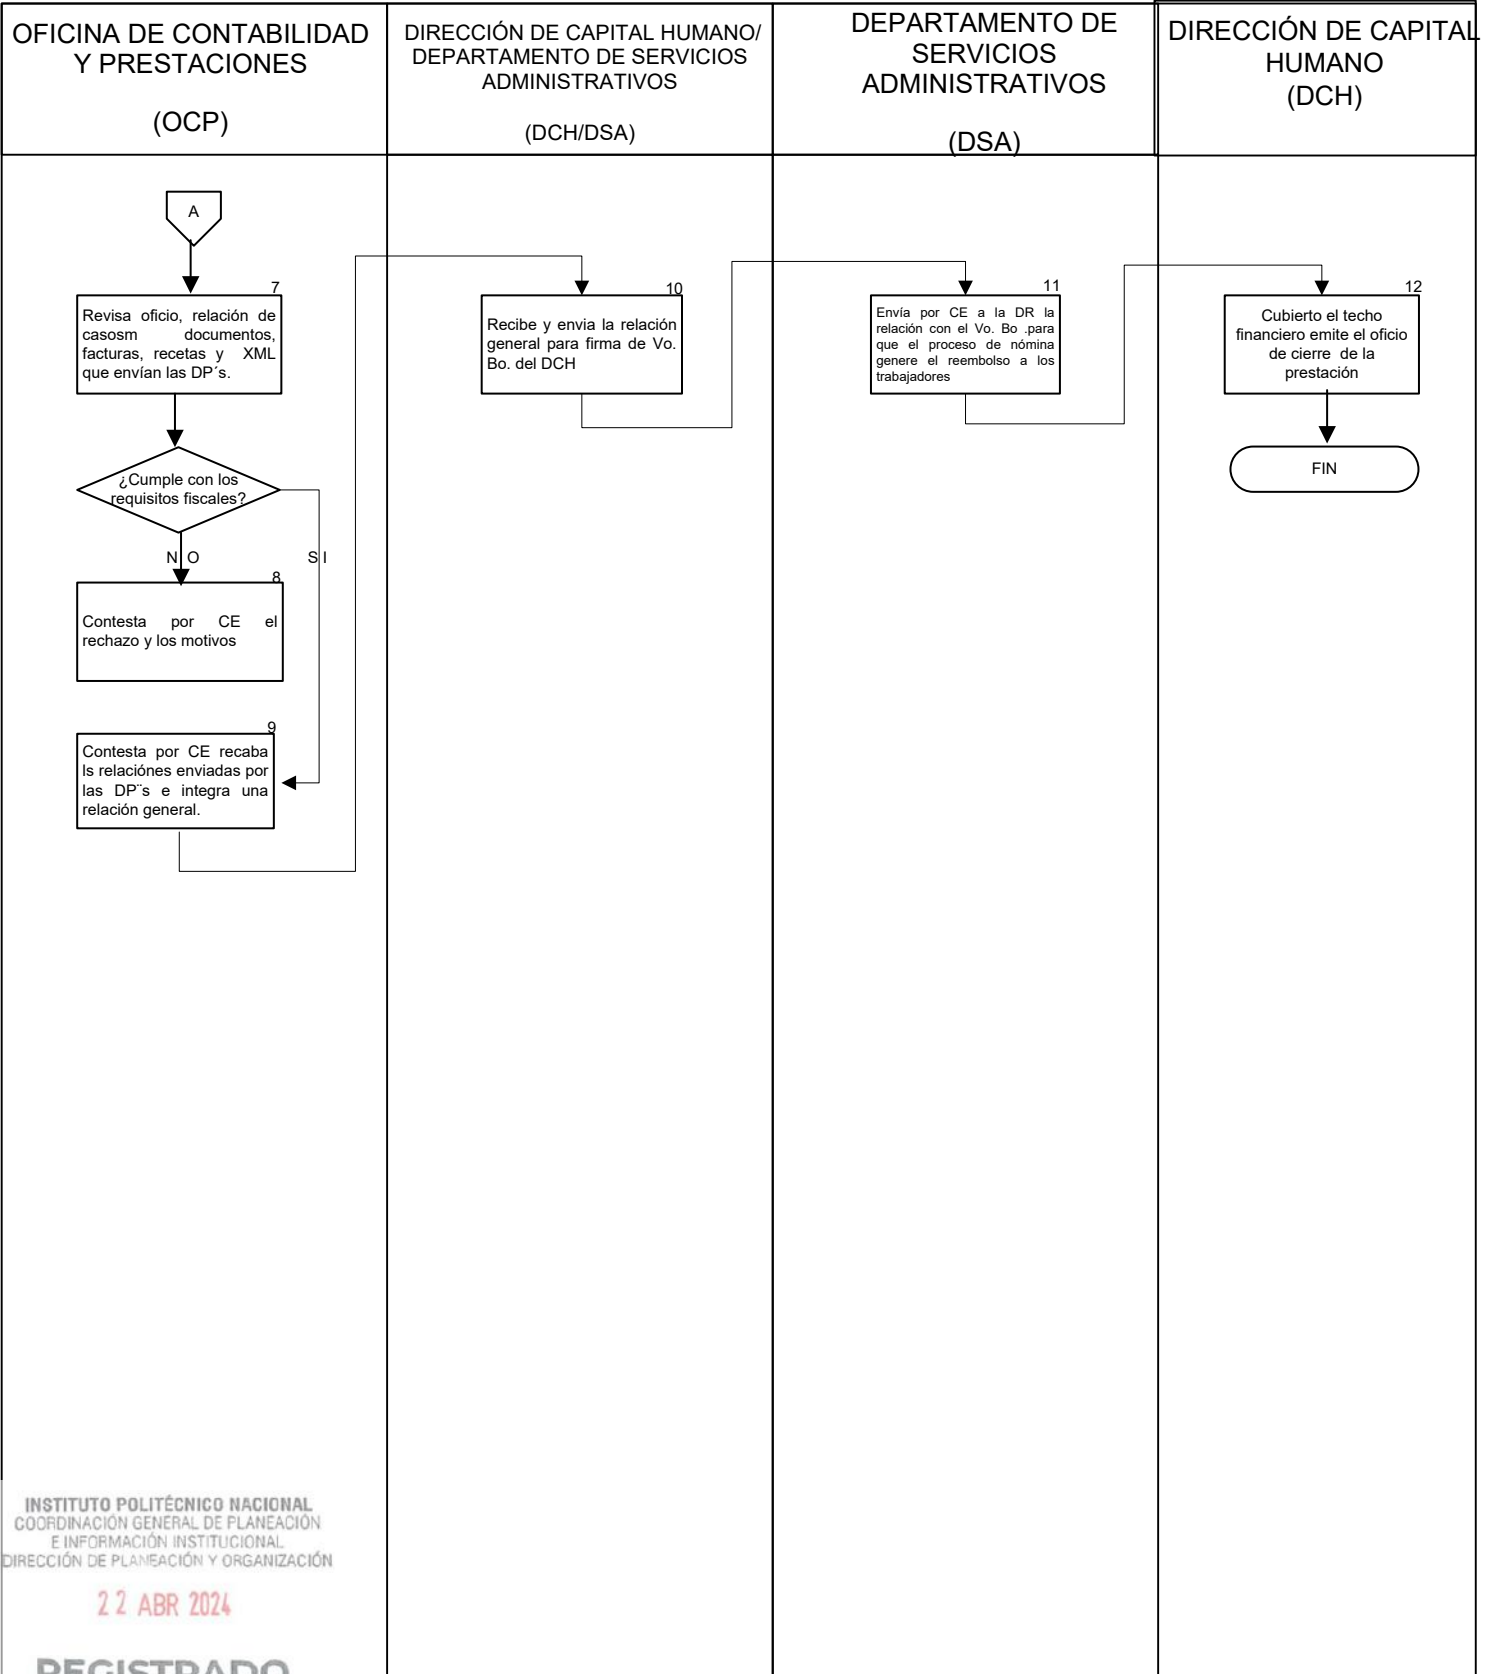 OFICINA DE CONTABILIDAD
Y PRESTACIONES
(OCP)
DIRECCIÓN DE CAPITAL HUMANO/
DEPARTAMENTO DE SERVICIOS
ADMINISTRATIVOS
(DCH/DSA)
DEPARTAMENTO DE
SERVICIOS
ADMINISTRATIVOS
(DSA)
DIRECCIÓN DE CAPITAL
HUMANO
(DCH)
A
7
Revisa oficio, relación de
casosm documentos,
facturas, recetas y XML
que envían las DP´s.
¿Cumple con los
requisitos fiscales?
N O
S I
8
Contesta por CE el
rechazo y los motivos
9
Contesta por CE recaba
ls relaciónes enviadas por
las DP¨s e integra una
relación general.
10
Recibe y envia la relación
general para firma de Vo.
Bo. del DCH
11
Envía por CE a la DR la
relación con el Vo. Bo .para
que el proceso de nómina
genere el reembolso a los
trabajadores
12
Cubierto el techo
financiero emite el oficio
de cierre de la
prestación
FIN
INSTITUTO POLITÉCNICO NACIONAL
COORDINACIÓN GENERAL DE PLANEACIÓN
E INFORMACIÓN INSTITUCIONAL
DIRECCIÓN DE PLANEACIÓN Y ORGANIZACIÓN
22 ABR 2024
REGISTRADO